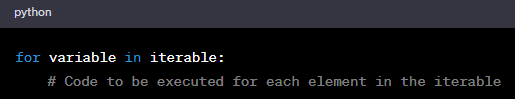 python
for variable in iterable:
    # Code to be executed for each element in the iterable